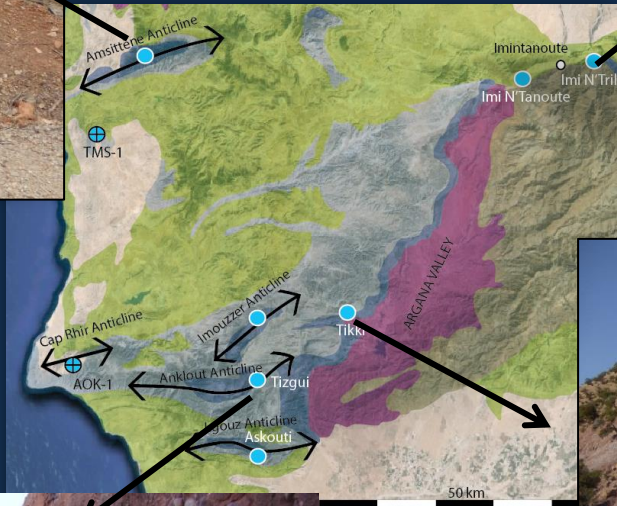 Amsittene Anticline
Imintanoute
Imi N'Tril
Imi N'Tanoute
TMS-1
ARGANA VALLEY
Imouzzer Anticline
Cap Rhir Anticline
Tikki
AOK-1
Anklout Anticline
Tizgui
Anticline
Askouti
50 km